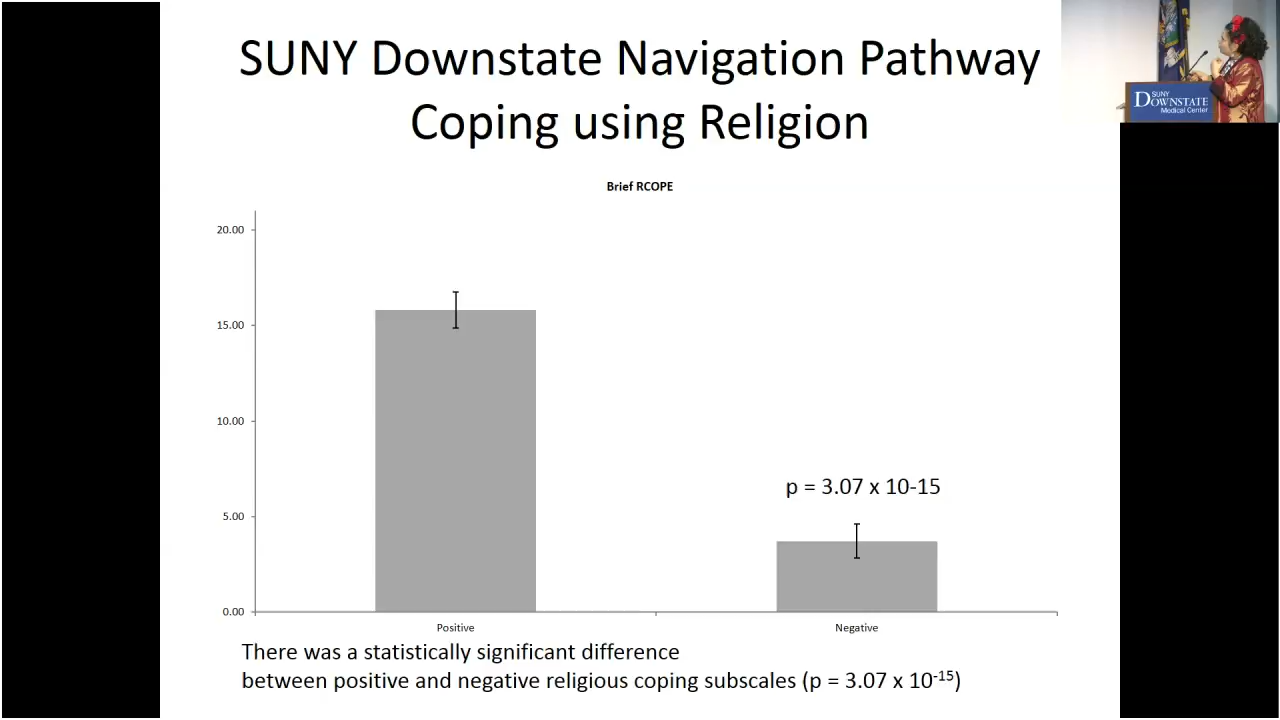 SUNY Downstate Navigation Pathway
Coping using Religion
SUNY
DOWNSTATE
Medical Center
Brief RCOPE
20.00
15.00
10.00
5.00
0.00
p = 3.07 x 10-15
Positive
Negative
There was a statistically significant difference
between positive and negative religious coping subscales (p = 3.07 x 10⁻¹⁵)